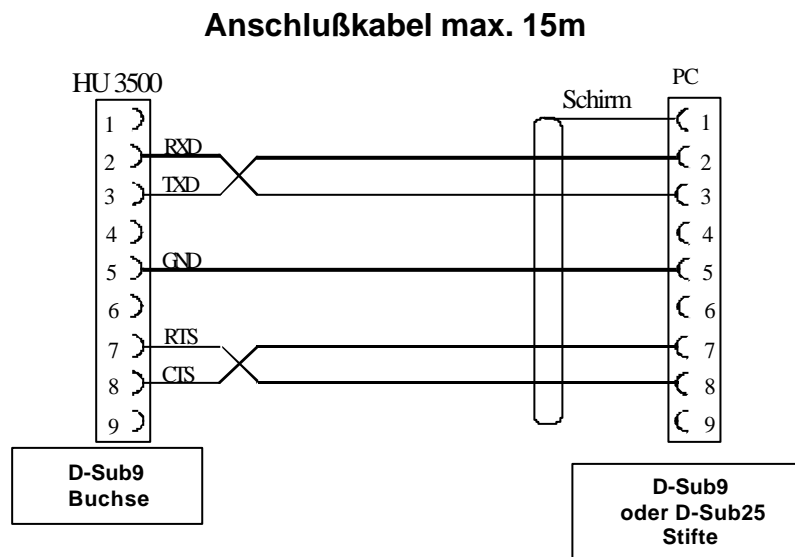 Anschlußkabel max. 15m
HU 3500
PC
Schirm
1
1
RXD
2
2
TXD
3
3
4
4
GND
5
5
6
6
RTS
7
7
CTS
8
8
9
9
D-Sub9
Buchse
D-Sub9
oder D-Sub25
Stifte